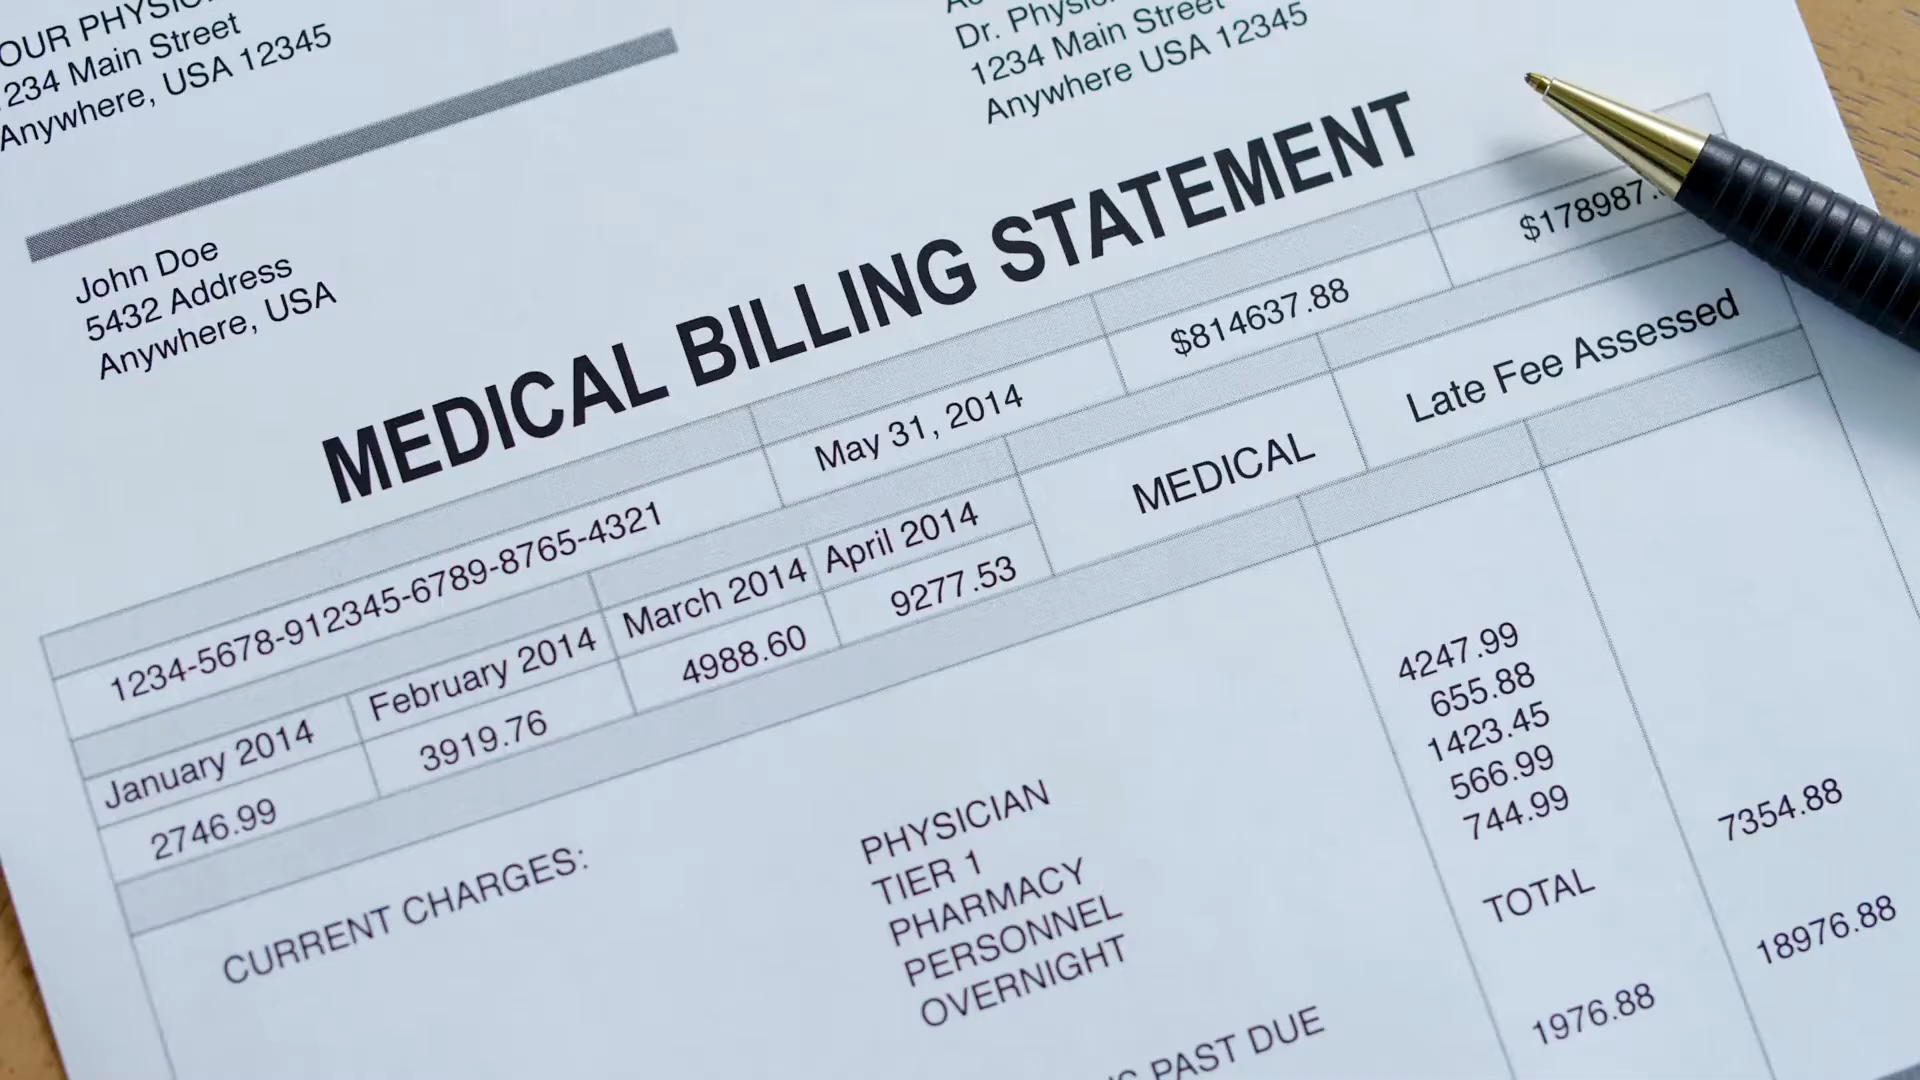 OUR PHYSI
1234 Main Street
Anywhere, USA 12345
Dr. Physi
1234 Main Street
Anywhere USA 12345
John Doe
5432 Address
Anywhere, USA
MEDICAL BILLING STATEMENT
1234-5678-912345-6789-8765-4321
May 31, 2014
$814637.88
$178987.
January 2014
February 2014
March 2014
April 2014
MEDICAL
Late Fee Assessed
2746.99
3919.76
4988.60
9277.53
CURRENT CHARGES:
PHYSICIAN
4247.99
TIER 1
655.88
PHARMACY
1423.45
PERSONNEL
566.99
OVERNIGHT
744.99
TOTAL
7354.88
18976.88
PAST DUE
1976.88